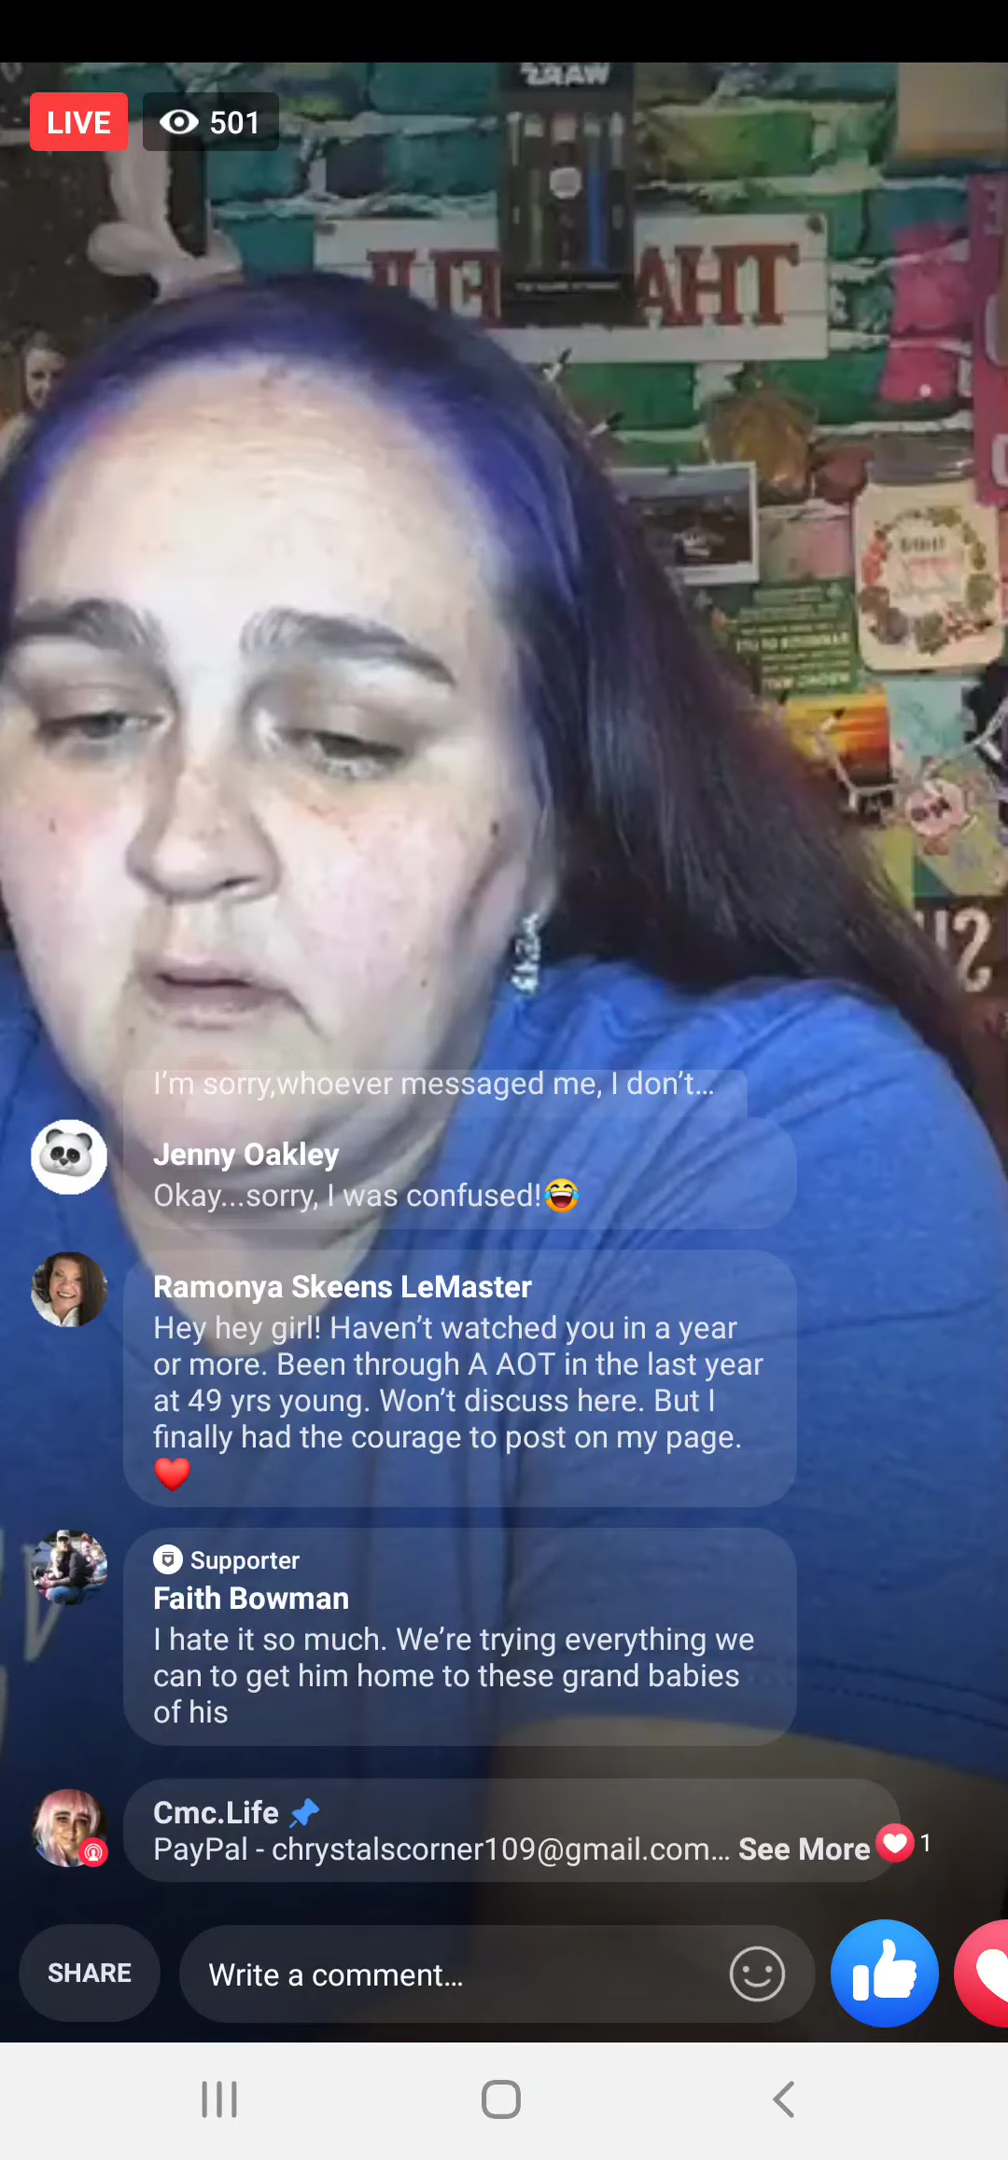 LIVE
501
I'm sorry,whoever messaged me, I don't...
Jenny Oakley
Okay...sorry, I was confused!😂
Ramonya Skeens LeMaster
Hey hey girl! Haven't watched you in a year
or more. Been through A AOT in the last year
at 49 yrs young. Won't discuss here. But I
finally had the courage to post on my page.
❤️
Supporter
Faith Bowman
I hate it so much. We're trying everything we
can to get him home to these grand babies
of his
Cmc.Life 📌
PayPal - chrystalscorner109@gmail.com... See More
1
SHARE
Write a comment...